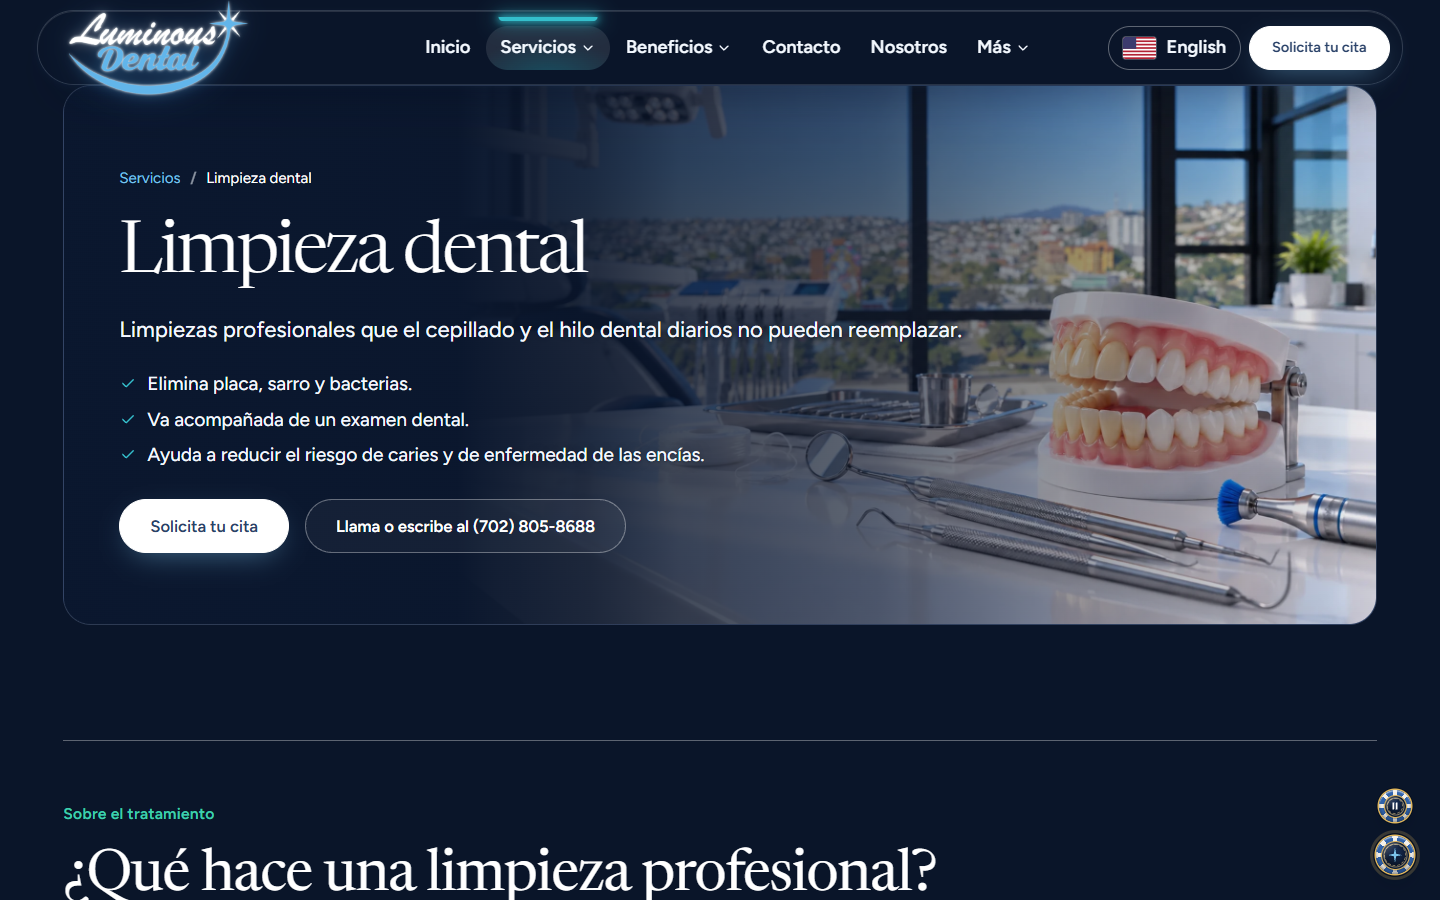 Luminous
Dental
Inicio
Servicios
Beneficios
Contacto
Nosotros
Más
English
Solicita tu cita
Servicios / Limpieza dental
Limpieza dental
Limpiezas profesionales que el cepillado y el hilo dental diarios no pueden reemplazar.
Elimina placa, sarro y bacterias.
Va acompañada de un examen dental.
Ayuda a reducir el riesgo de caries y de enfermedad de las encías.
Solicita tu cita
Llama o escribe al (702) 805-8688
Sobre el tratamiento
¿Qué hace una limpieza profesional?